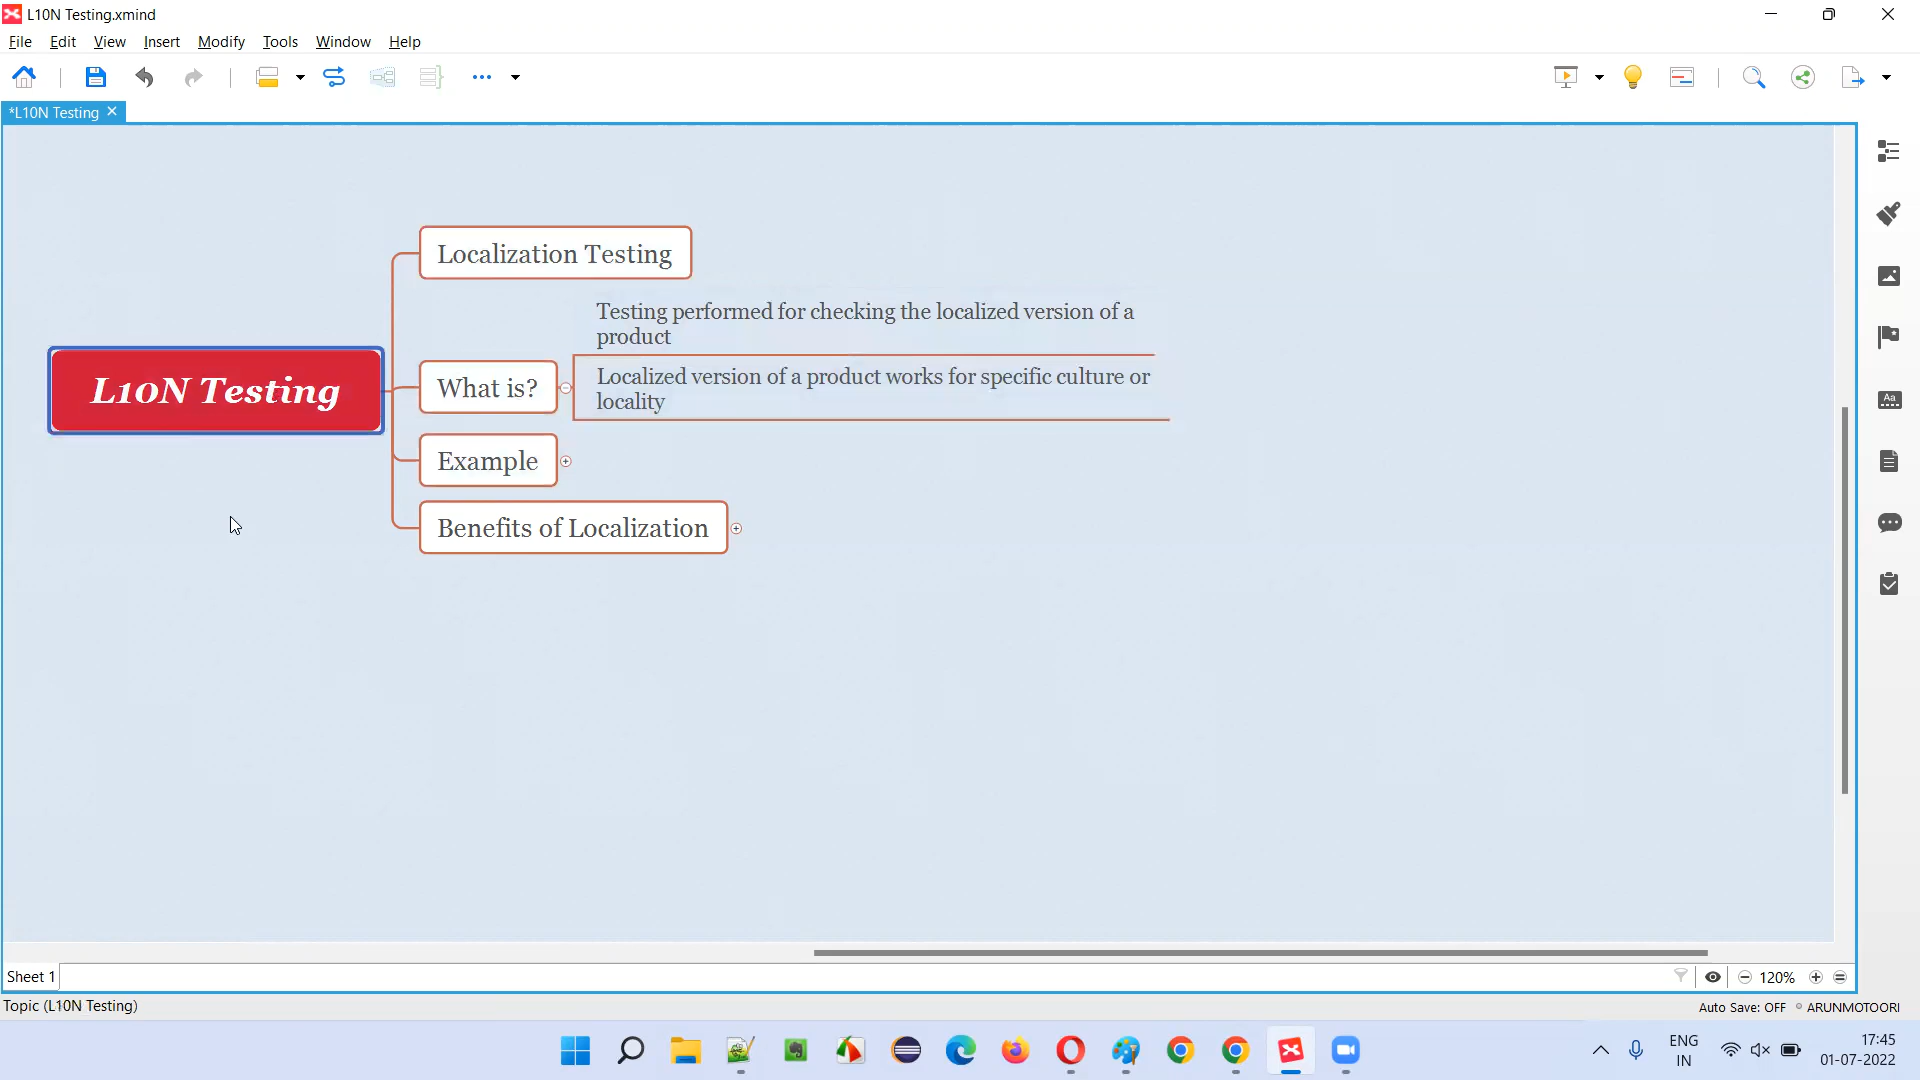 L10N Testing.xmind
File Edit View Insert Modify Tools Window Help
*L10N Testing
Localization Testing
Testing performed for checking the localized version of a
product
L10N Testing
What is?
Localized version of a product works for specific culture or
locality
Example
Benefits of Localization
Aa
Sheet 1
120%
Topic (L10N Testing)
Auto Save: OFF
ARUNMOTOORI
ENG
IN
17:45
01-07-2022